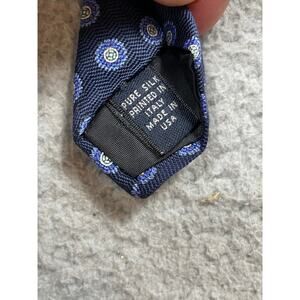 PURE SILK
PRINTED IN
ITALY
MADE IN
USA